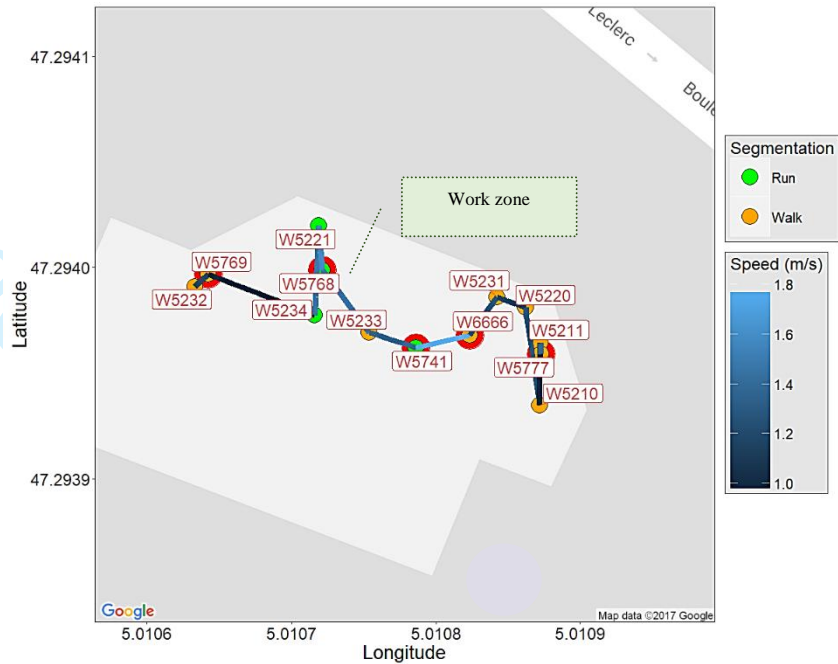 Leclerc →
Boule
47.2941
47.2940
47.2939
Latitude
Work zone
W5221
W5769
W5768
W5232
W5234
W5233
W5741
W6666
W5231
W5220
W5211
W5777
W5210
Google
Map data ©2017 Google
5.0106
5.0107
5.0108
5.0109
Longitude
Segmentation
Run
Walk
Speed (m/s)
1.8
1.6
1.4
1.2
1.0